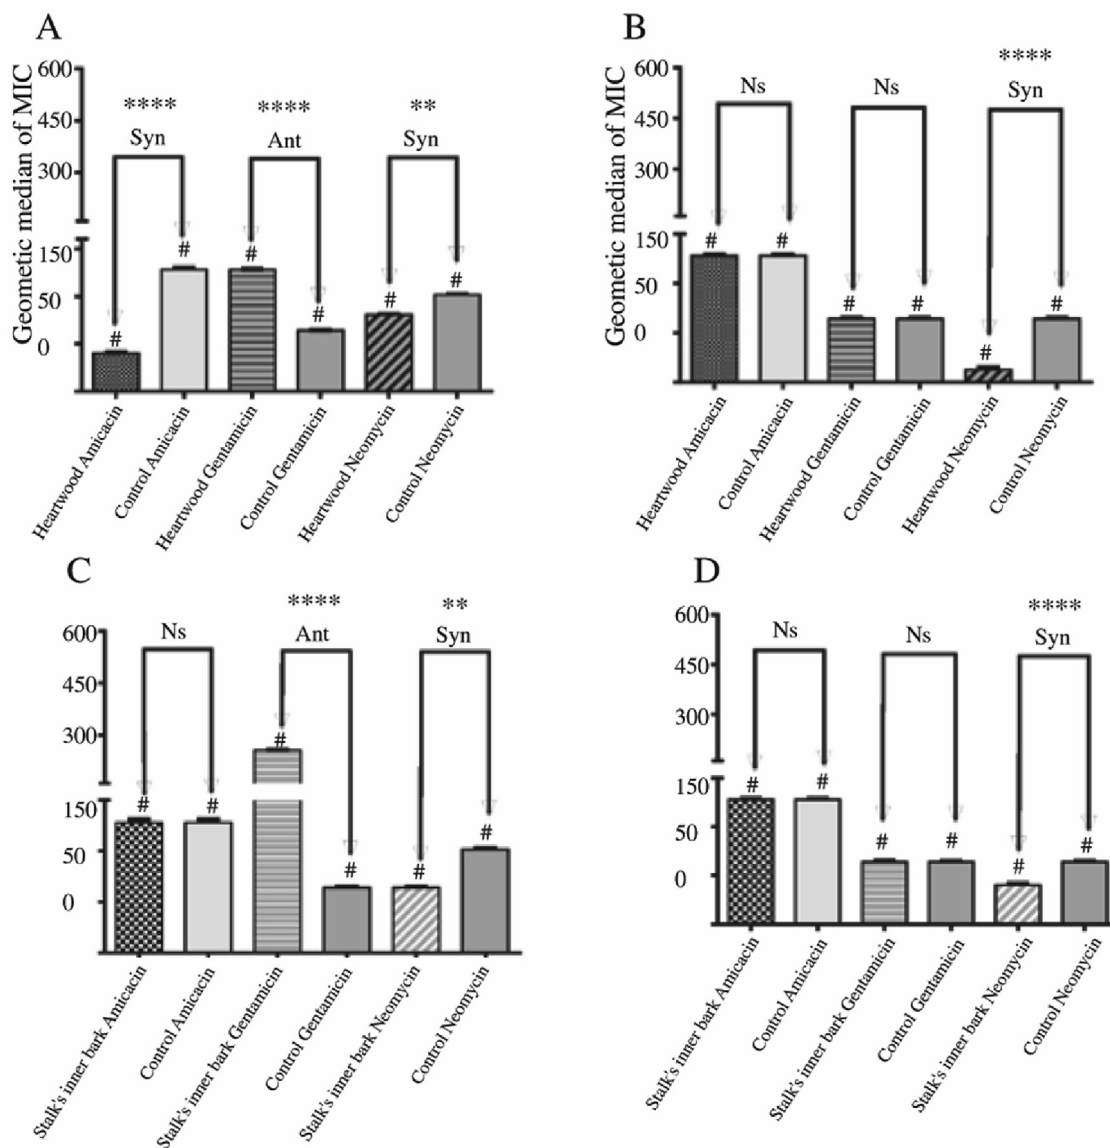 A
Geometic median of MIC
600
450
300
150
50
0
****
Syn
****
Ant
**
Syn
#
#
#
#
#
#
Heartwood Amicacin
Control Amicacin
Heartwood Gentamicin
Control Gentamicin
Heartwood Neomycin
Control Neomycin
B
Geometic median of MIC
600
450
300
150
50
0
Ns
Ns
****
Syn
#
#
#
#
#
#
Heartwood Amicacin
Control Amicacin
Heartwood Gentamicin
Control Gentamicin
Heartwood Neomycin
Control Neomycin
C
600
450
300
150
50
0
Ns
****
Ant
**
Syn
#
#
#
#
#
#
Stalk's inner bark Amicacin
Control Amicacin
Stalk's inner bark Gentamicin
Control Gentamicin
Stalk's inner bark Neomycin
Control Neomycin
D
600
450
300
150
50
0
Ns
Ns
****
Syn
#
#
#
#
#
#
Stalk's inner bark Amicacin
Control Amicacin
Stalk's inner bark Gentamicin
Control Gentamicin
Stalk's inner bark Neomycin
Control Neomycin